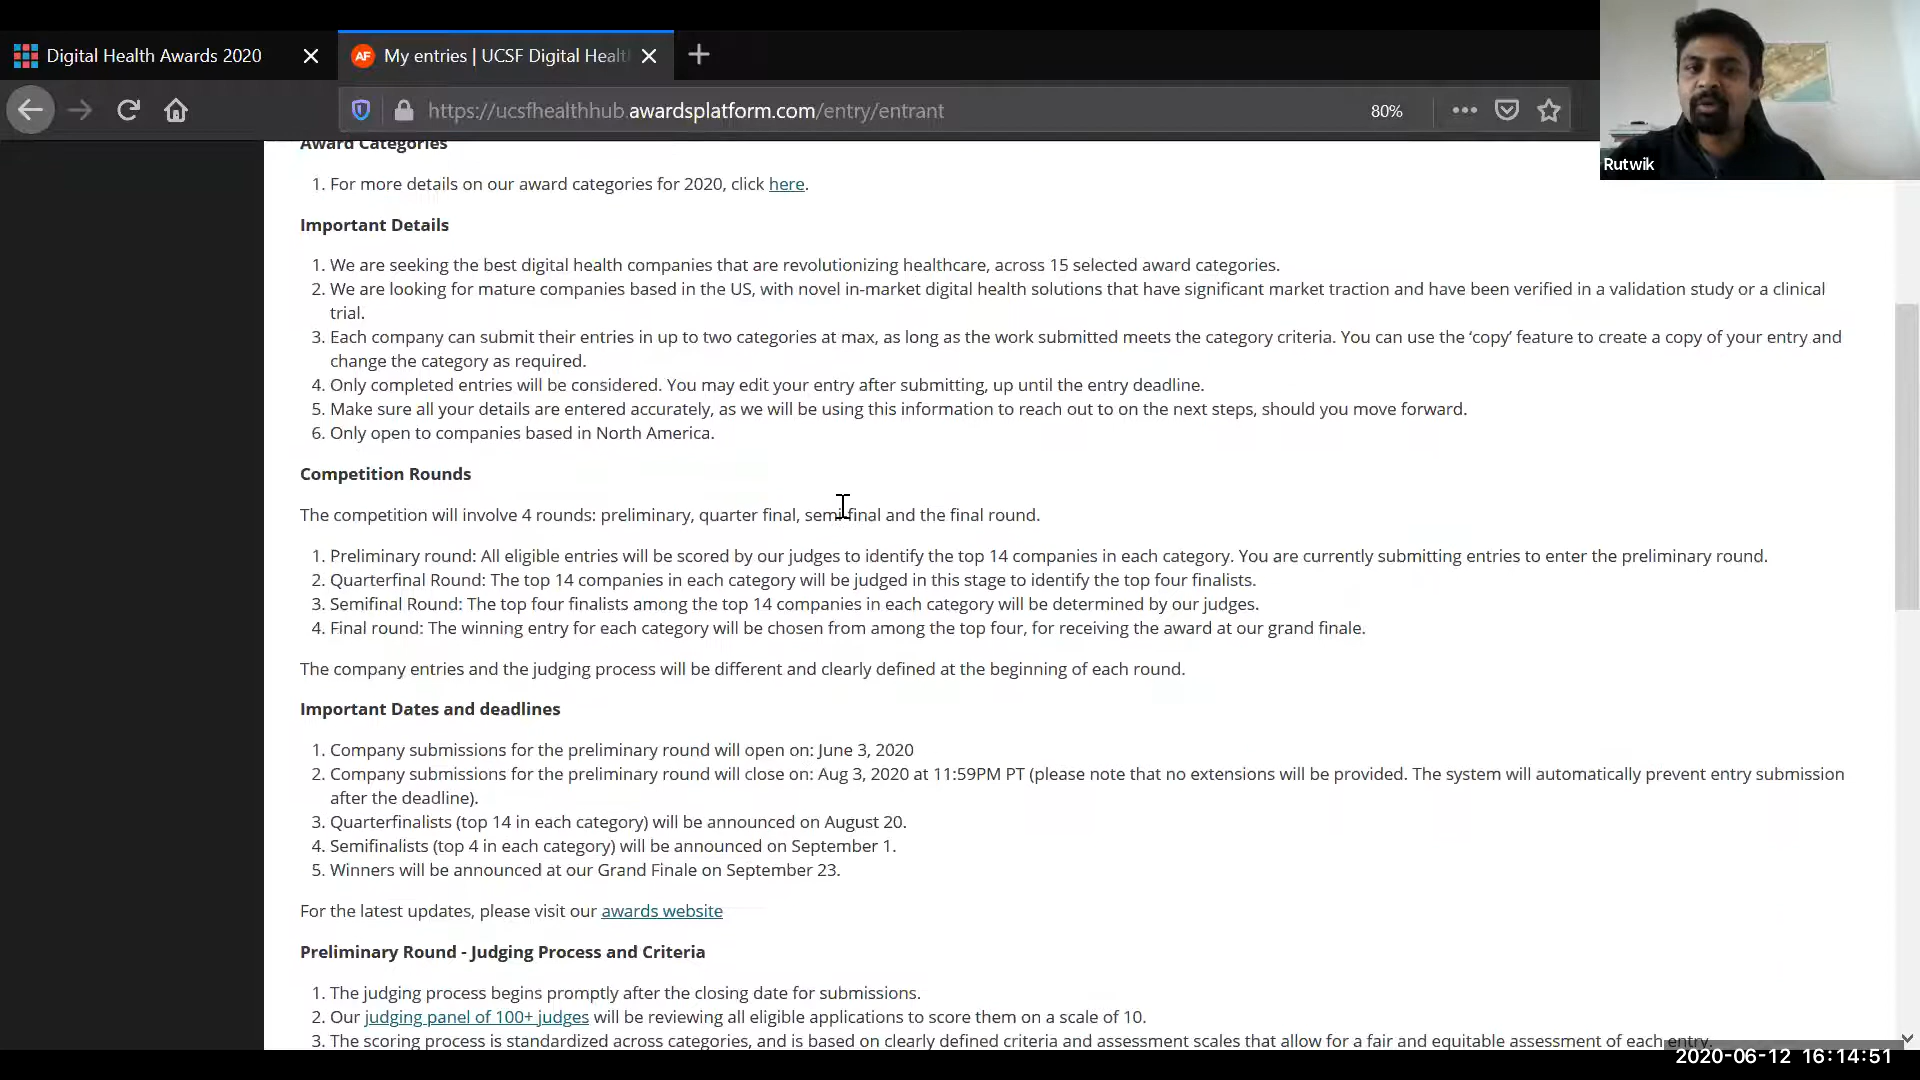 Digital Health Awards 2020
My entries | UCSF Digital Healt
https://ucsfhealthhub.awardsplatform.com/entry/entrant
80%
Rutwik
Award Categories
1. For more details on our award categories for 2020, click here.
Important Details
1. We are seeking the best digital health companies that are revolutionizing healthcare, across 15 selected award categories.
2. We are looking for mature companies based in the US, with novel in-market digital health solutions that have significant market traction and have been verified in a validation study or a clinical
trial.
3. Each company can submit their entries in up to two categories at max, as long as the work submitted meets the category criteria. You can use the ‘copy’ feature to create a copy of your entry and
change the category as required.
4. Only completed entries will be considered. You may edit your entry after submitting, up until the entry deadline.
5. Make sure all your details are entered accurately, as we will be using this information to reach out to on the next steps, should you move forward.
6. Only open to companies based in North America.
Competition Rounds
The competition will involve 4 rounds: preliminary, quarter final, semi final and the final round.
1. Preliminary round: All eligible entries will be scored by our judges to identify the top 14 companies in each category. You are currently submitting entries to enter the preliminary round.
2. Quarterfinal Round: The top 14 companies in each category will be judged in this stage to identify the top four finalists.
3. Semifinal Round: The top four finalists among the top 14 companies in each category will be determined by our judges.
4. Final round: The winning entry for each category will be chosen from among the top four, for receiving the award at our grand finale.
The company entries and the judging process will be different and clearly defined at the beginning of each round.
Important Dates and deadlines
1. Company submissions for the preliminary round will open on: June 3, 2020
2. Company submissions for the preliminary round will close on: Aug 3, 2020 at 11:59PM PT (please note that no extensions will be provided. The system will automatically prevent entry submission
after the deadline).
3. Quarterfinalists (top 14 in each category) will be announced on August 20.
4. Semifinalists (top 4 in each category) will be announced on September 1.
5. Winners will be announced at our Grand Finale on September 23.
For the latest updates, please visit our awards website
Preliminary Round - Judging Process and Criteria
1. The judging process begins promptly after the closing date for submissions.
2. Our judging panel of 100+ judges will be reviewing all eligible applications to score them on a scale of 10.
3. The scoring process is standardized across categories, and is based on clearly defined criteria and assessment scales that allow for a fair and equitable assessment of each entry.
2020-06-12 16:14:51